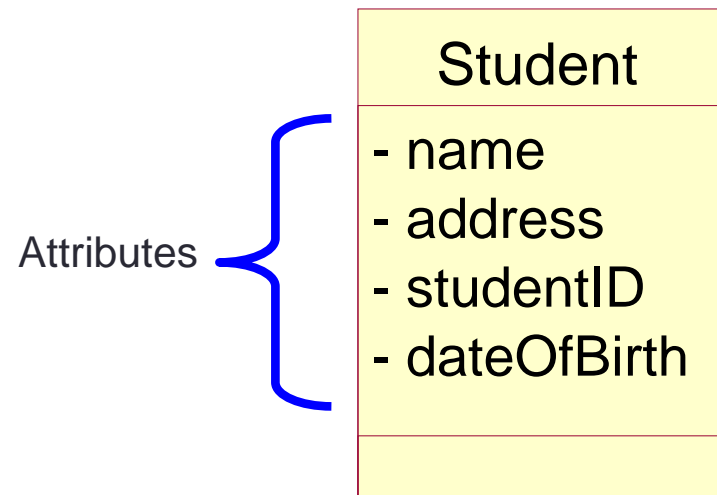 Student
Attributes
- name
- address
- studentID
- dateOfBirth